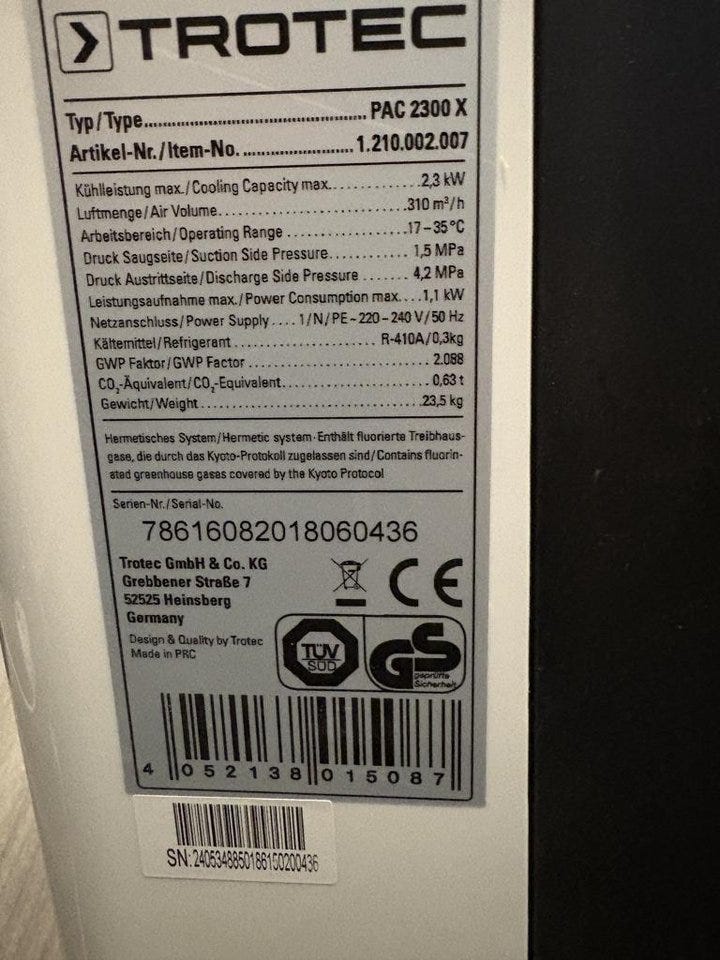 TROTEC
Typ/Type.................................................. PAC 2300 X
Artikel-Nr./Item-No. ........................ 1.210.002.007
Kühlleistung max./Cooling Capacity max. .............. 2,3 kW
Luftmenge/Air Volume............................... 310 m³/h
Arbeitsbereich/Operating Range .................... 17–35°C
Druck Saugseite/Suction Side Pressure............ 1,5 MPa
Druck Austrittseite/Discharge Side Pressure ....... 4,2 MPa
Leistungsaufnahme max./Power Consumption max....1,1 kW
Netzanschluss/Power Supply .... 1/N/PE~220–240 V/50 Hz
Kältemittel/Refrigerant ....................... R-410A/0,3kg
GWP Faktor/GWP Factor ............................. 2.088
CO₂-Äquivalent/CO₂-Equivalent........................ 0,63 t
Gewicht/Weight ..................................... 23,5 kg
Hermetisches System/Hermetic system · Enthält fluorierte Treibhaus-
gase, die durch das Kyoto-Protokoll zugelassen sind/Contains fluorin-
ated greenhouse gases covered by the Kyoto Protocol
Serien-Nr./Serial-No.
78616082018060436
Trotec GmbH & Co. KG
Grebbener Straße 7
52525 Heinsberg
Germany
CE
Design & Quality by Trotec
Made in PRC
TÜV
SÜD
GS
geprüfte
Sicherheit
4 052138 015087
SN: 2405348850186150200436